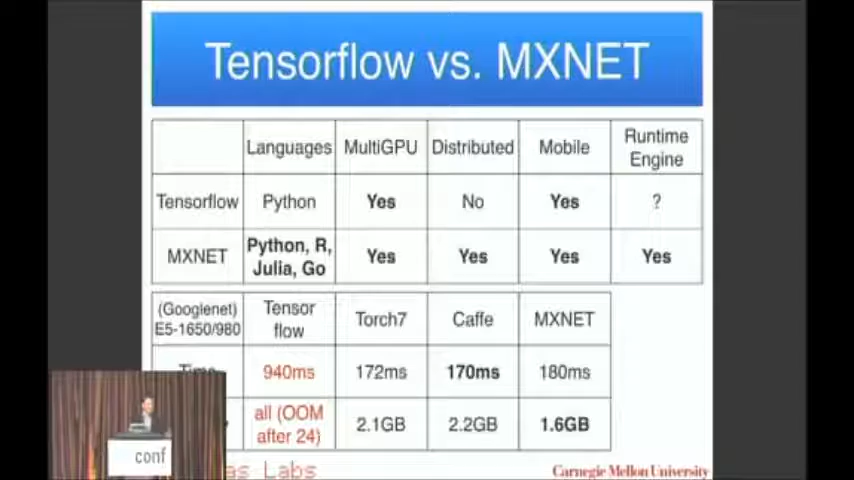 Tensorflow vs. MXNET
Languages MultiGPU Distributed Mobile Runtime Engine
Tensorflow Python Yes No Yes ?
MXNET Python, R, Julia, Go Yes Yes Yes Yes
(Googlenet) E5-1650/980 Tensor flow Torch7 Caffe MXNET
940ms 172ms 170ms 180ms
all (OOM after 24) 2.1GB 2.2GB 1.6GB
conf
Labs
Carnegie Mellon University